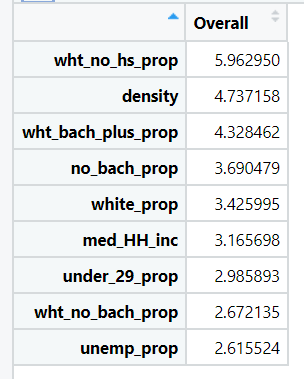 Overall
wht_no_hs_prop 5.962950
density 4.737158
wht_bach_plus_prop 4.328462
no_bach_prop 3.690479
white_prop 3.425995
med_HH_inc 3.165698
under_29_prop 2.985893
wht_no_bach_prop 2.672135
unemp_prop 2.615524